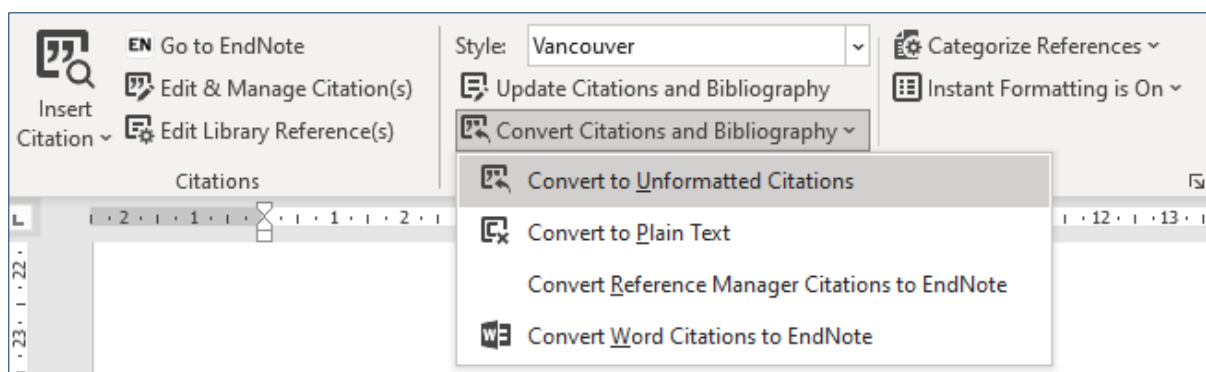 Insert
Citation
EN Go to EndNote
Edit & Manage Citation(s)
Edit Library Reference(s)
Citations
Style: Vancouver
Update Citations and Bibliography
Convert Citations and Bibliography
Categorize References
Instant Formatting is On
Convert to Unformatted Citations
Convert to Plain Text
Convert Reference Manager Citations to EndNote
W Convert Word Citations to EndNote
L
2 1 1 2
12 13
22
23